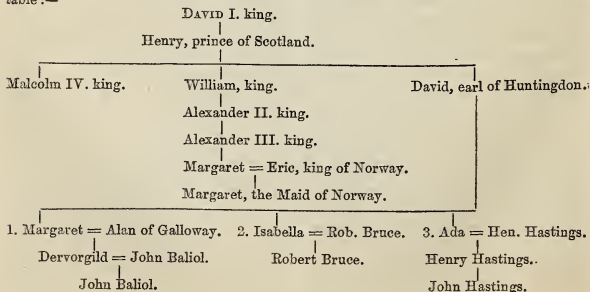 table :—
DAVID I. king.
Henry, prince of Scotland.
Malcolm IV. king. William, king. David, earl of Huntingdon.
Alexander II. king.
Alexander III. king.
Margaret = Eric, king of Norway.
Margaret, the Maid of Norway.
1. Margaret = Alan of Galloway. 2. Isabella = Rob. Bruce. 3. Ada = Hen. Hastings.
Dervorgild = John Baliol. Robert Bruce. Henry Hastings.
John Baliol. John Hastings.